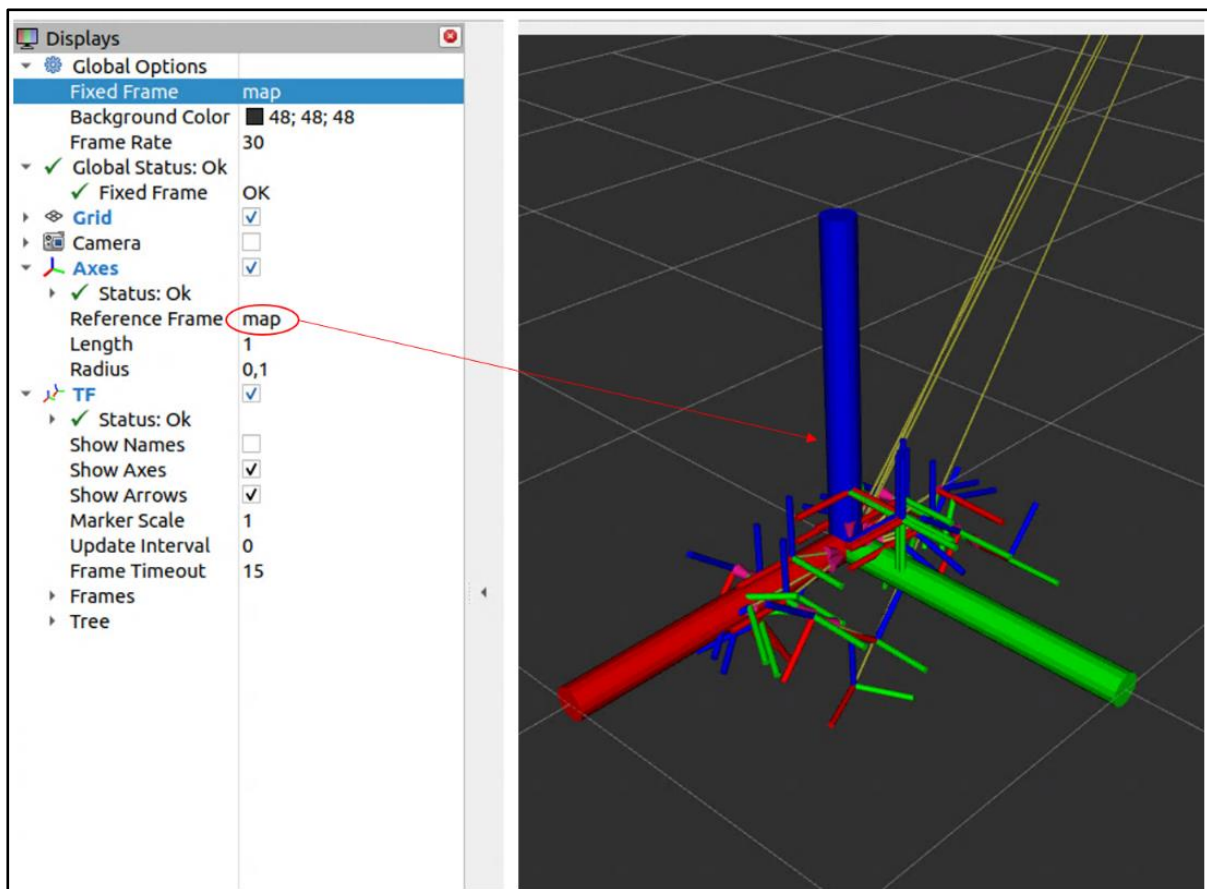 Displays
Global Options
Fixed Frame map
Background Color 48; 48; 48
Frame Rate 30
Global Status: Ok
Fixed Frame OK
Grid
Camera
Axes
Status: Ok
Reference Frame map
Length 1
Radius 0,1
TF
Status: Ok
Show Names
Show Axes
Show Arrows
Marker Scale 1
Update Interval 0
Frame Timeout 15
Frames
Tree